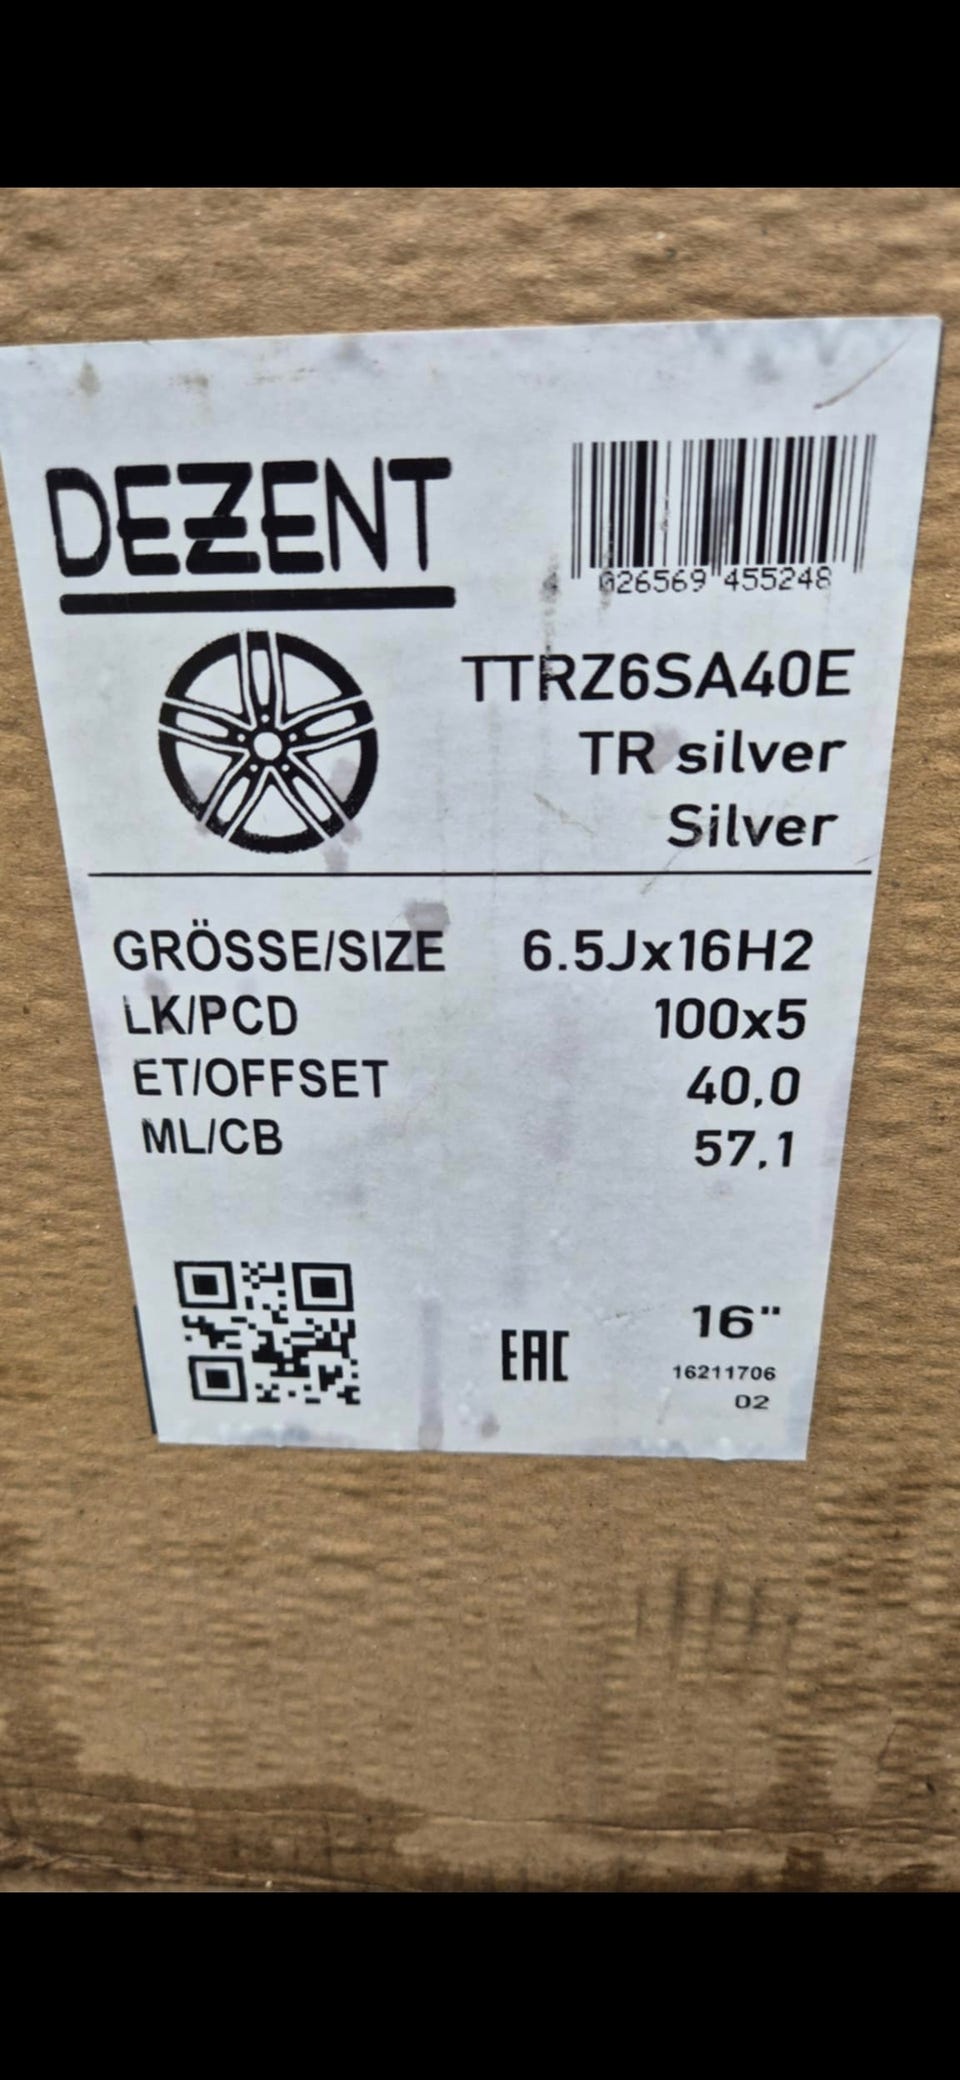 DEZENT
4 026569 455248
TTRZ6SA40E
TR silver
Silver
GRÖSSE/SIZE 6.5Jx16H2
LK/PCD 100x5
ET/OFFSET 40,0
ML/CB 57,1
EAC
16"
16211706
02